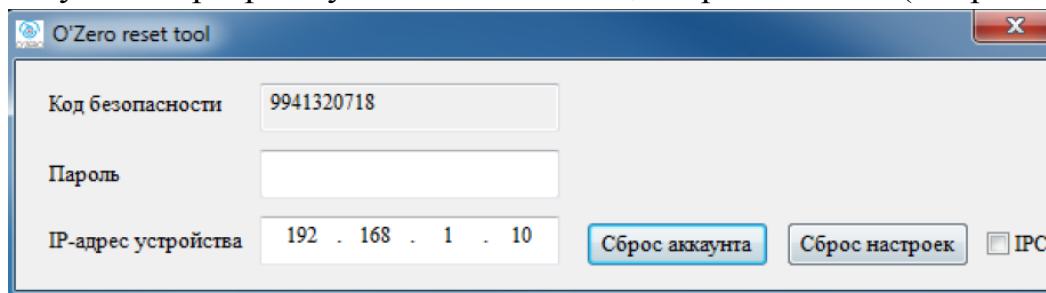 O'Zero reset tool
Код безопасности 9941320718
Пароль
IP-адрес устройства 192 . 168 . 1 . 10 Сброс аккаунта Сброс настроек IPC